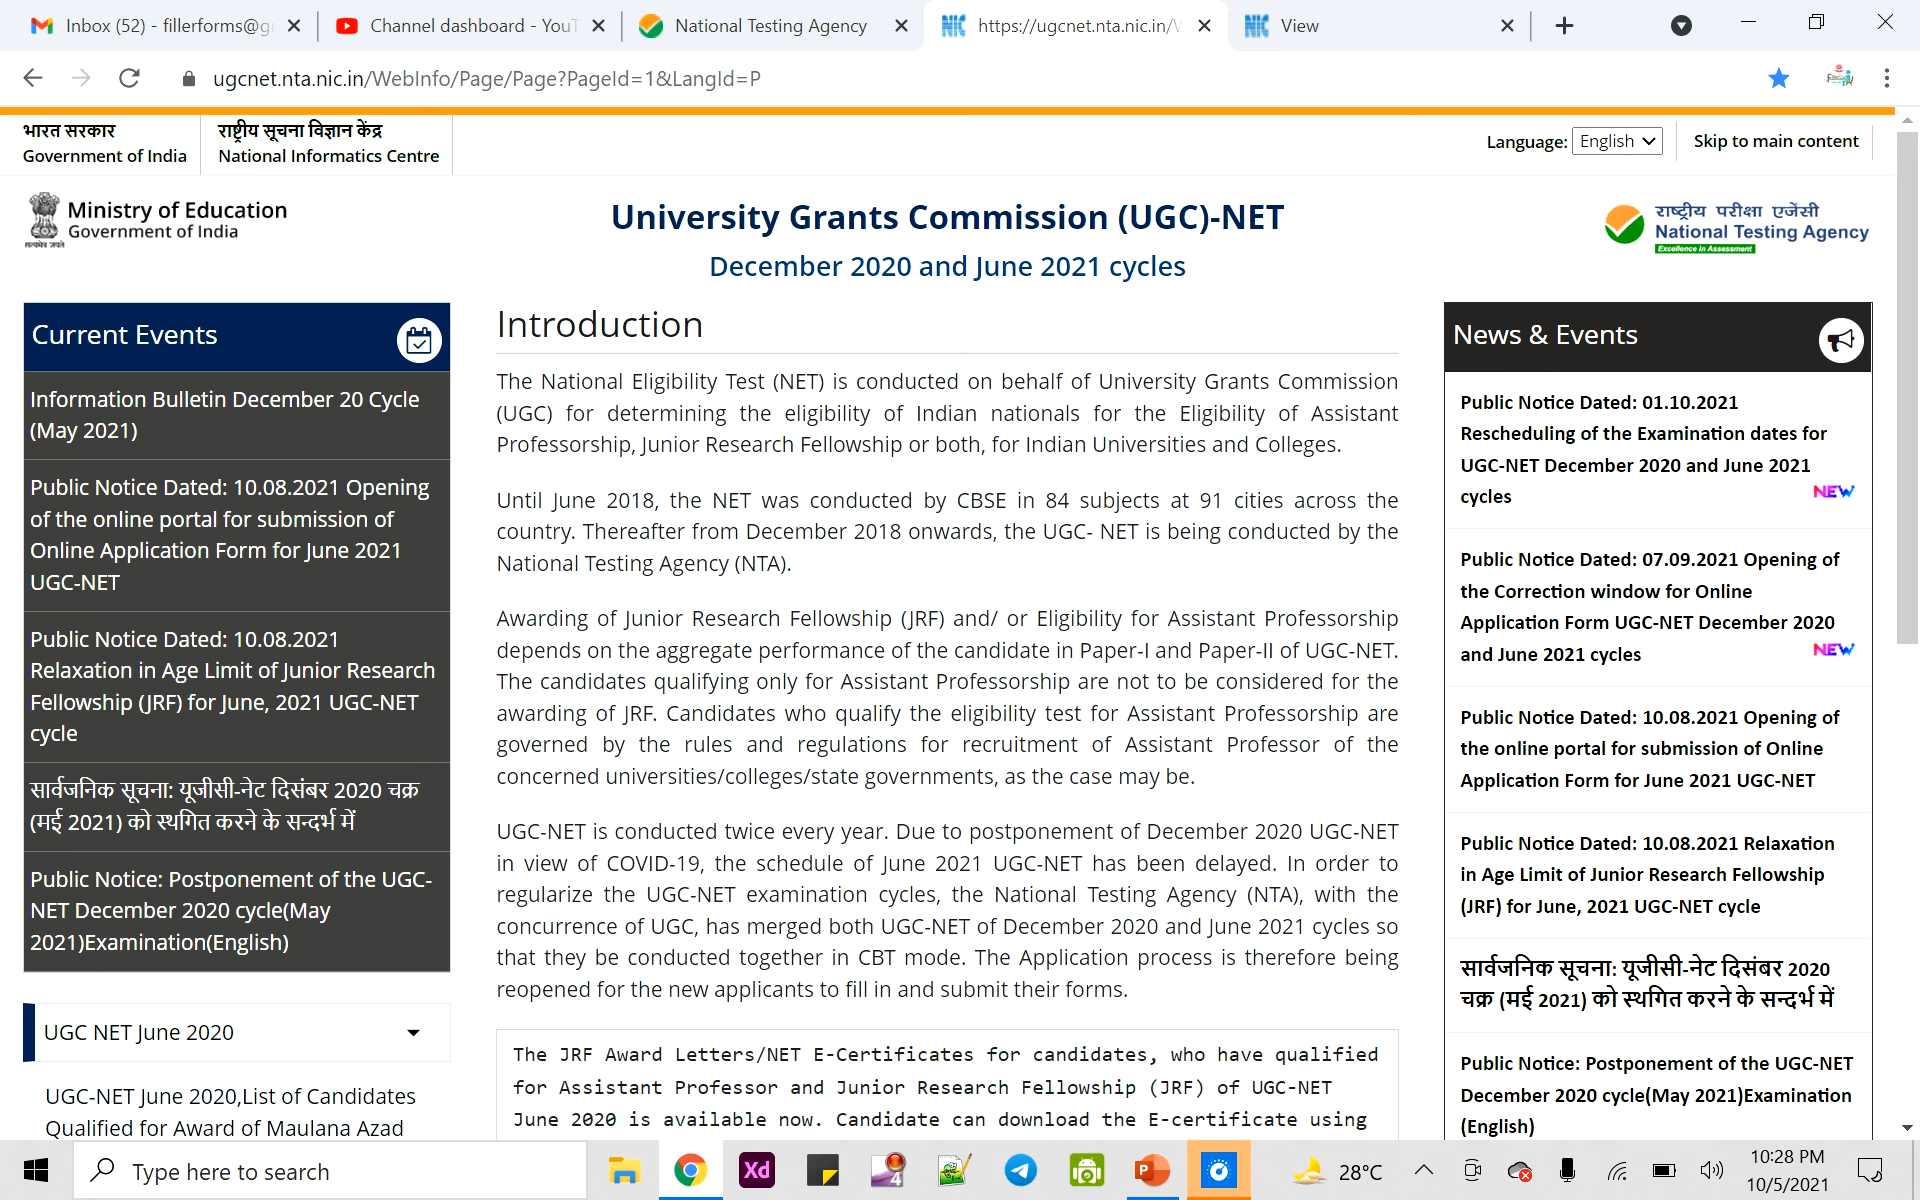 Inbox (52) - fillerforms@g
Channel dashboard - YouT
National Testing Agency
https://ugcnet.nta.nic.in/W
View
ugcnet.nta.nic.in/WebInfo/Page/Page?PageId=1&LangId=P
भारत सरकार
Government of India
राष्ट्रीय सूचना विज्ञान केंद्र
National Informatics Centre
Language: English
Skip to main content
Ministry of Education
Government of India
सत्यमेव जयते
University Grants Commission (UGC)-NET
December 2020 and June 2021 cycles
राष्ट्रीय परीक्षा एजेंसी
National Testing Agency
Excellence in Assessment
Current Events
Information Bulletin December 20 Cycle
(May 2021)
Public Notice Dated: 10.08.2021 Opening
of the online portal for submission of
Online Application Form for June 2021
UGC-NET
Public Notice Dated: 10.08.2021
Relaxation in Age Limit of Junior Research
Fellowship (JRF) for June, 2021 UGC-NET
cycle
सार्वजनिक सूचना: यूजीसी-नेट दिसंबर 2020 चक्र
(मई 2021) को स्थगित करने के सन्दर्भ में
Public Notice: Postponement of the UGC-
NET December 2020 cycle(May
2021)Examination(English)
UGC NET June 2020
UGC-NET June 2020,List of Candidates
Qualified for Award of Maulana Azad
Introduction
The National Eligibility Test (NET) is conducted on behalf of University Grants Commission
(UGC) for determining the eligibility of Indian nationals for the Eligibility of Assistant
Professorship, Junior Research Fellowship or both, for Indian Universities and Colleges.
Until June 2018, the NET was conducted by CBSE in 84 subjects at 91 cities across the
country. Thereafter from December 2018 onwards, the UGC- NET is being conducted by the
National Testing Agency (NTA).
Awarding of Junior Research Fellowship (JRF) and/ or Eligibility for Assistant Professorship
depends on the aggregate performance of the candidate in Paper-I and Paper-II of UGC-NET.
The candidates qualifying only for Assistant Professorship are not to be considered for the
awarding of JRF. Candidates who qualify the eligibility test for Assistant Professorship are
governed by the rules and regulations for recruitment of Assistant Professor of the
concerned universities/colleges/state governments, as the case may be.
UGC-NET is conducted twice every year. Due to postponement of December 2020 UGC-NET
in view of COVID-19, the schedule of June 2021 UGC-NET has been delayed. In order to
regularize the UGC-NET examination cycles, the National Testing Agency (NTA), with the
concurrence of UGC, has merged both UGC-NET of December 2020 and June 2021 cycles so
that they be conducted together in CBT mode. The Application process is therefore being
reopened for the new applicants to fill in and submit their forms.
The JRF Award Letters/NET E-Certificates for candidates, who have qualified
for Assistant Professor and Junior Research Fellowship (JRF) of UGC-NET
June 2020 is available now. Candidate can download the E-certificate using
News & Events
Public Notice Dated: 01.10.2021
Rescheduling of the Examination dates for
UGC-NET December 2020 and June 2021
cycles NEW
Public Notice Dated: 07.09.2021 Opening of
the Correction window for Online
Application Form UGC-NET December 2020
and June 2021 cycles NEW
Public Notice Dated: 10.08.2021 Opening of
the online portal for submission of Online
Application Form for June 2021 UGC-NET
Public Notice Dated: 10.08.2021 Relaxation
in Age Limit of Junior Research Fellowship
(JRF) for June, 2021 UGC-NET cycle
सार्वजनिक सूचना: यूजीसी-नेट दिसंबर 2020
चक्र (मई 2021) को स्थगित करने के सन्दर्भ में
Public Notice: Postponement of the UGC-NET
December 2020 cycle(May 2021)Examination
(English)
Type here to search
Xd
28°C
10:28 PM
10/5/2021